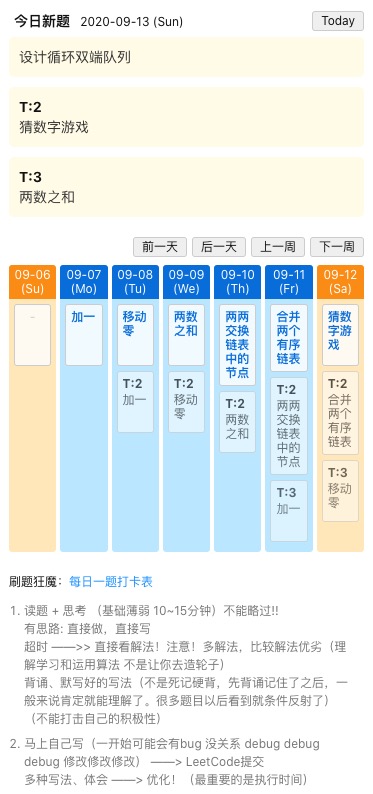 今日新题 2020-09-13 (Sun) Today
设计循环双端队列
T:2
猜数字游戏
T:3
两数之和
前一天 后一天 上一周 下一周
09-06
(Su)
--
09-07
(Mo)
加一
09-08
(Tu)
移动
零
T:2
加一
09-09
(We)
两数
之和
T:2
移动
零
09-10
(Th)
两两
交换
链表
中的
节点
T:2
两数
之和
09-11
(Fr)
合并
两个
有序
链表
T:2
两两
交换
链表
中的
节点
T:3
加一
09-12
(Sa)
猜数
字游
戏
T:2
合并
两个
有序
链表
T:3
移动
零
刷题狂魔：每日一题打卡表
1. 读题 + 思考 （基础薄弱 10~15分钟）不能略过!!
有思路: 直接做，直接写
超时 ——>> 直接看解法！注意！多解法，比较解法优劣（理
解学习和运用算法 不是让你去造轮子）
背诵、默写好的写法（不是死记硬背，先背诵记住了之后，一
般来说肯定就能理解了。很多题目以后看到就条件反射了）
（不能打击自己的积极性）
2. 马上自己写（一开始可能会有bug 没关系 debug debug
debug 修改修改修改） ——> LeetCode提交
多种写法、体会 ——> 优化！（最重要的是执行时间）